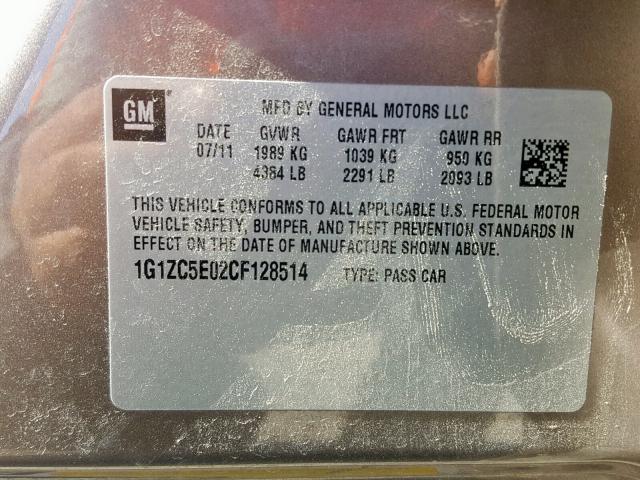 GM
MFD BY GENERAL MOTORS LLC
DATE GVWR GAWR FRT GAWR RR
07/11 1989 KG 1039 KG 950 KG
4384 LB 2291 LB 2093 LB
THIS VEHICLE CONFORMS TO ALL APPLICABLE U.S. FEDERAL MOTOR
VEHICLE SAFETY, BUMPER, AND THEFT PREVENTION STANDARDS IN
EFFECT ON THE DATE OF MANUFACTURE SHOWN ABOVE.
1G1ZC5E02CF128514 TYPE: PASS CAR